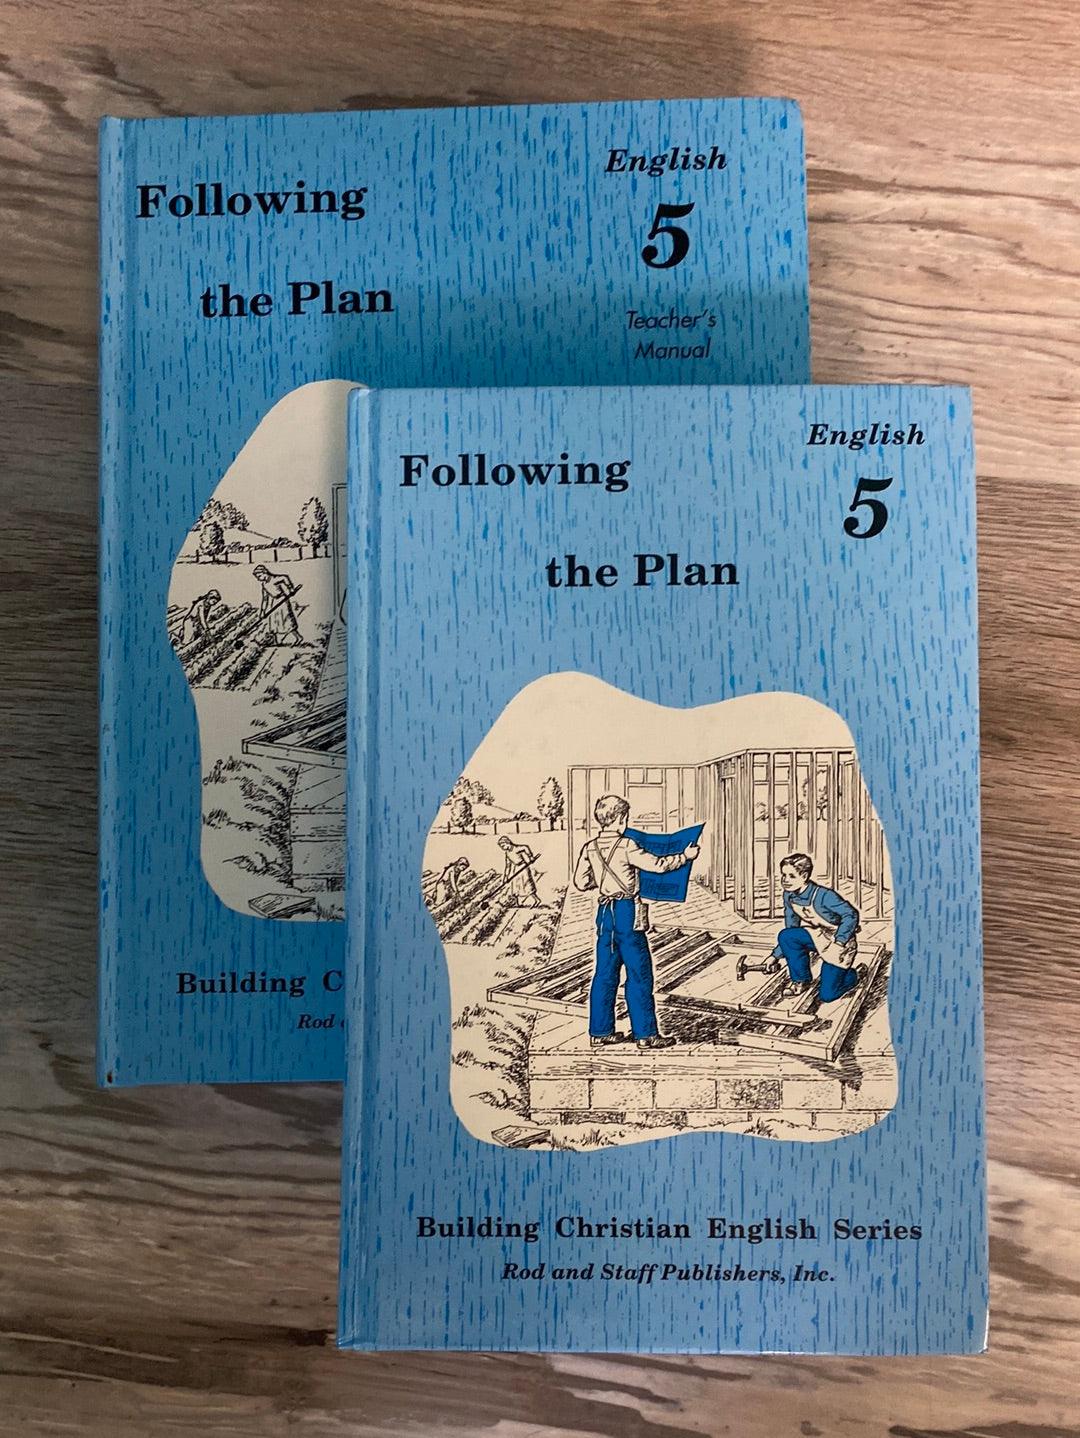 English
5
Following
the Plan
Teacher's
Manual
Building C
Rod
English
5
Following
the Plan
Building Christian English Series
Rod and Staff Publishers, Inc.